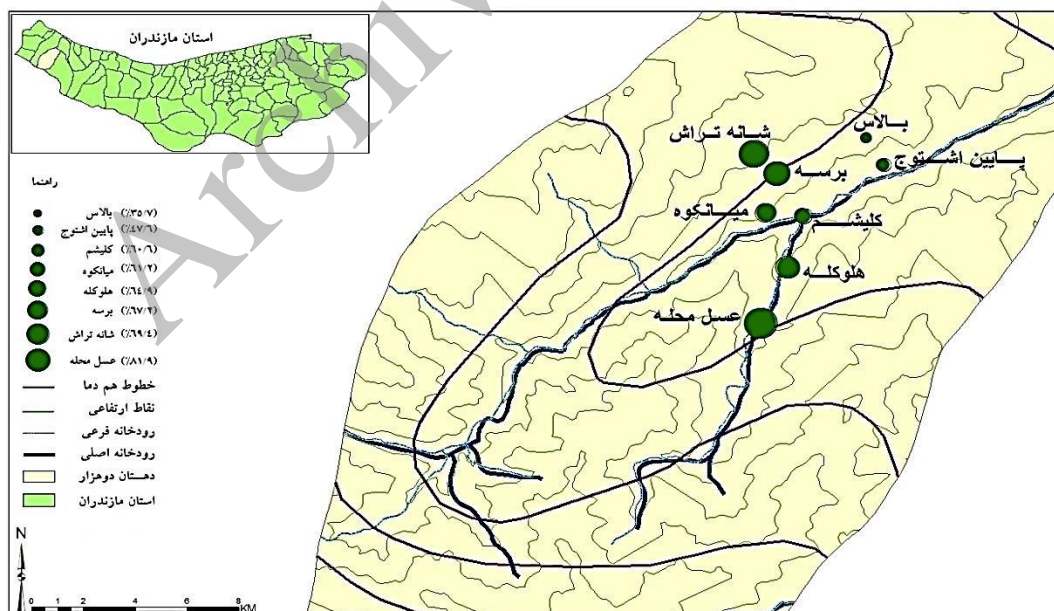 Archiv
استان مازندران
راهنما
بالاس (%۳۵/۷)
پایین اشتوج (%۴۷/۶)
کلیشم (%۶۰/۶)
میانکوه (%۶۱/۲)
هلوکله (%۶۴/۹)
برسه (%۶۷/۲)
شانه تراش (%۶۹/۴)
عسل محله (%۸۱/۹)
خطوط هم دما
نقاط ارتفاعی
رودخانه فرعی
رودخانه اصلی
دهستان دوهزار
استان مازندران
N
S
0 1 2 4 6 8
KM
بالاس
شانه تراش
پایین اشتوج
برسه
میانکوه
کلیشم
هلوکله
عسل محله